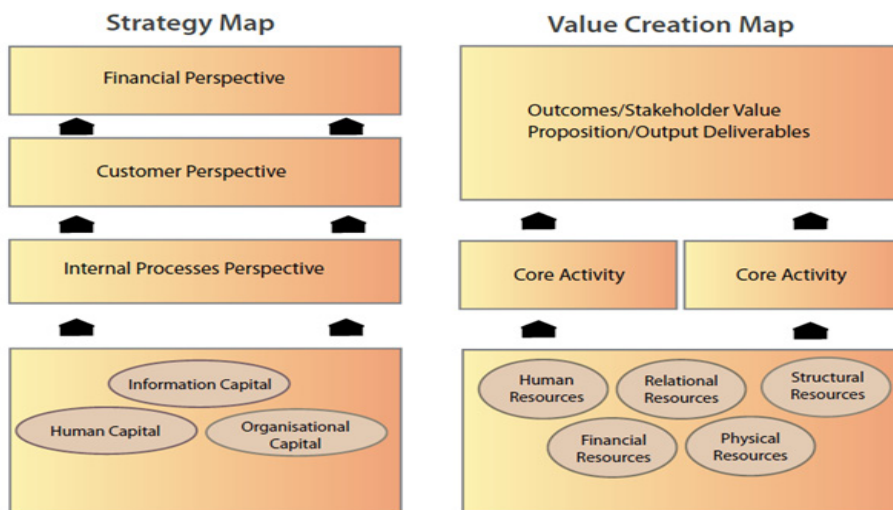 Strategy Map
Financial Perspective
Customer Perspective
Internal Processes Perspective
Information Capital
Human Capital
Organisational
Capital
Value Creation Map
Outcomes/Stakeholder Value
Proposition/Output Deliverables
Core Activity
Core Activity
Human
Resources
Relational
Resources
Structural
Resources
Financial
Resources
Physical
Resources